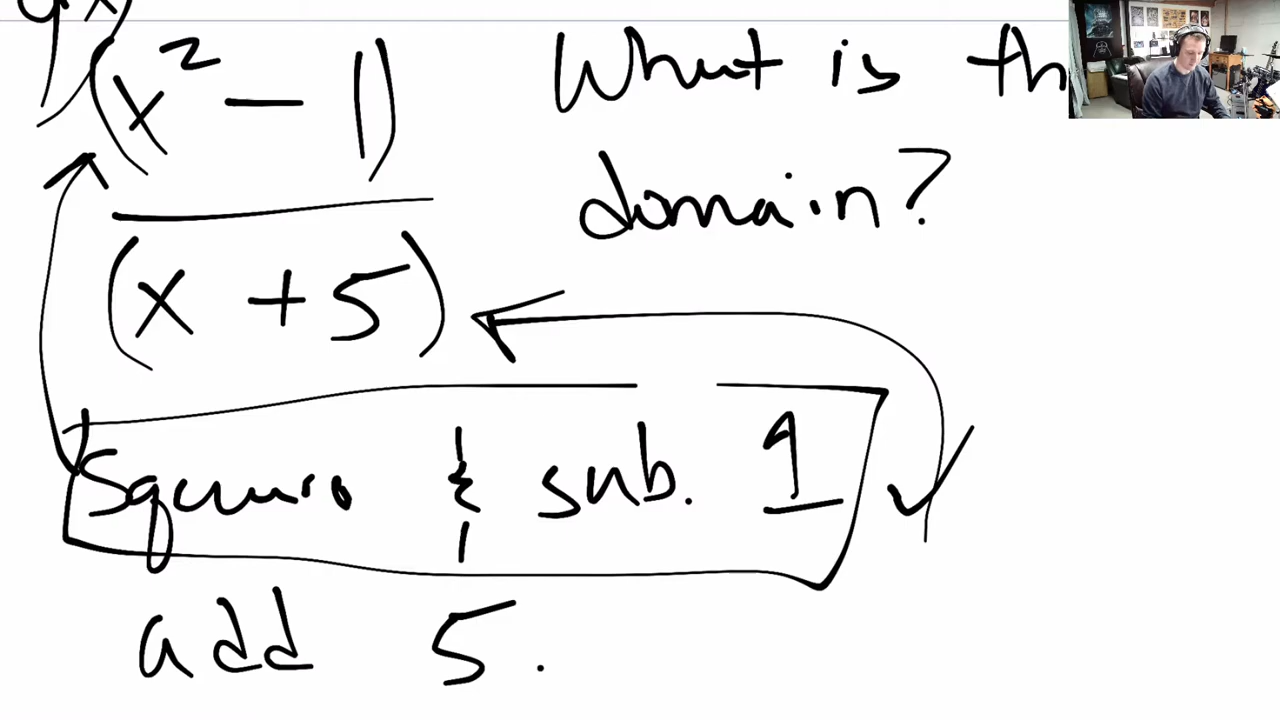 (x² - 1) What is th
domain?
(x + 5)
Square & sub. 1 ✓
add 5.